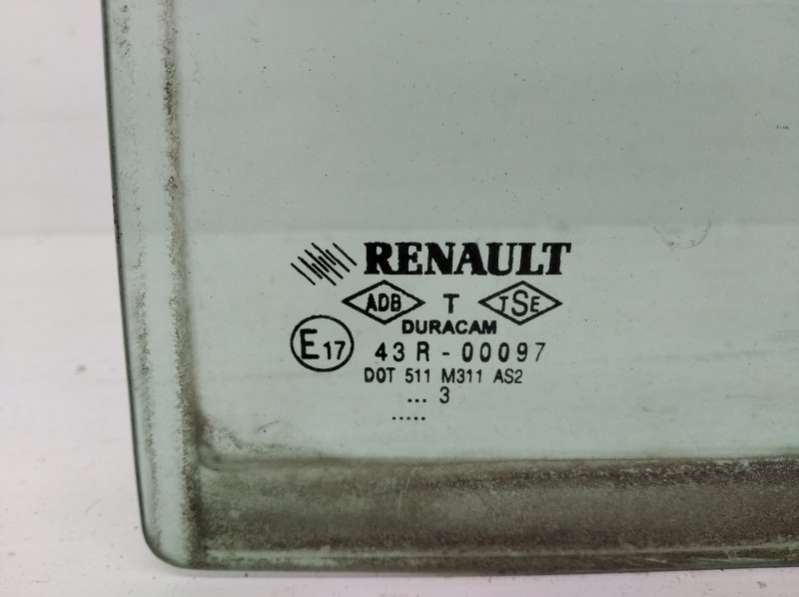 RENAULT
ADB T TSE
DURACAM
E17 43R-00097
DOT 511 M311 AS2
... 3
.....